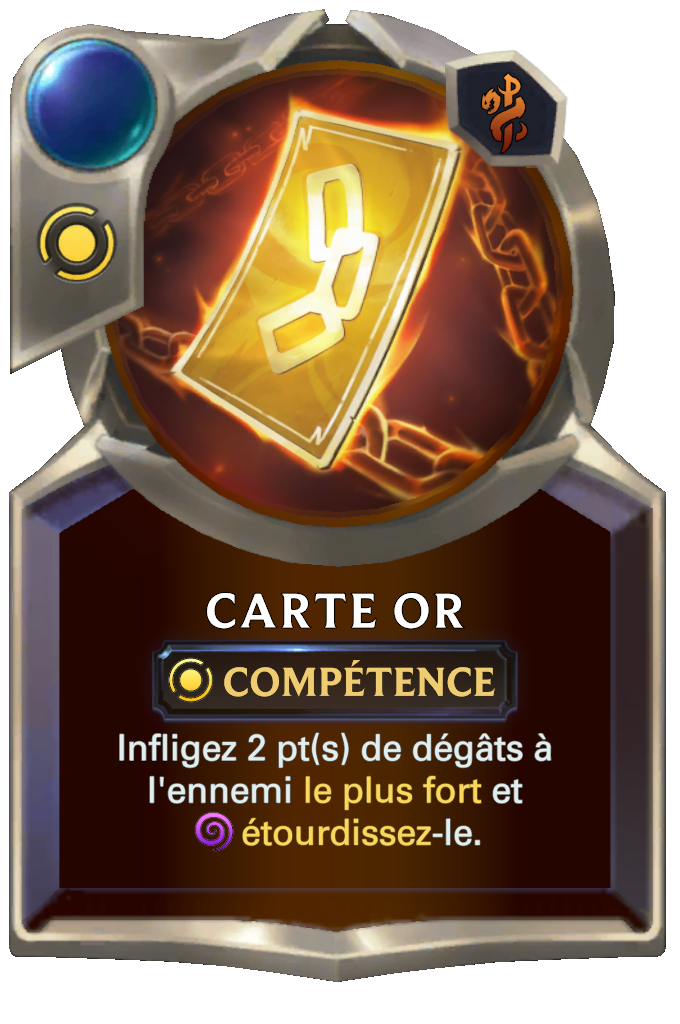 CARTE OR
COMPÉTENCE
Infligez 2 pt(s) de dégâts à
l'ennemi le plus fort et
étourdissez-le.